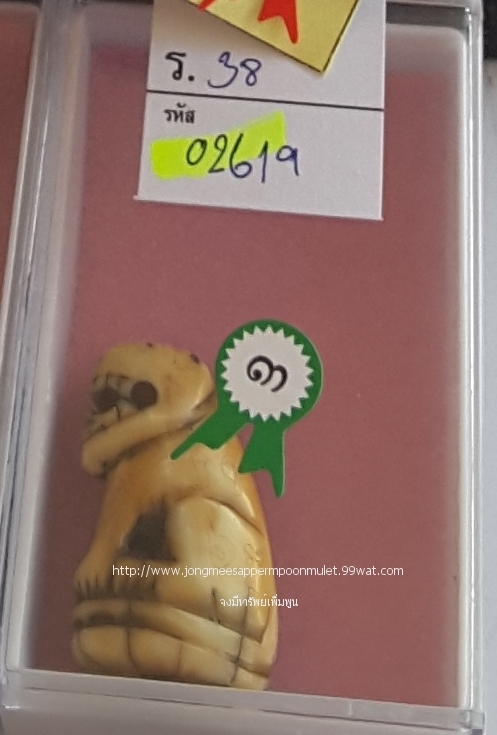 ร. 38
รหัส
02619
๓
http://www.jongmeesappermpoonmulet.99wat.com
จงมีทรัพย์เพิ่มพูน